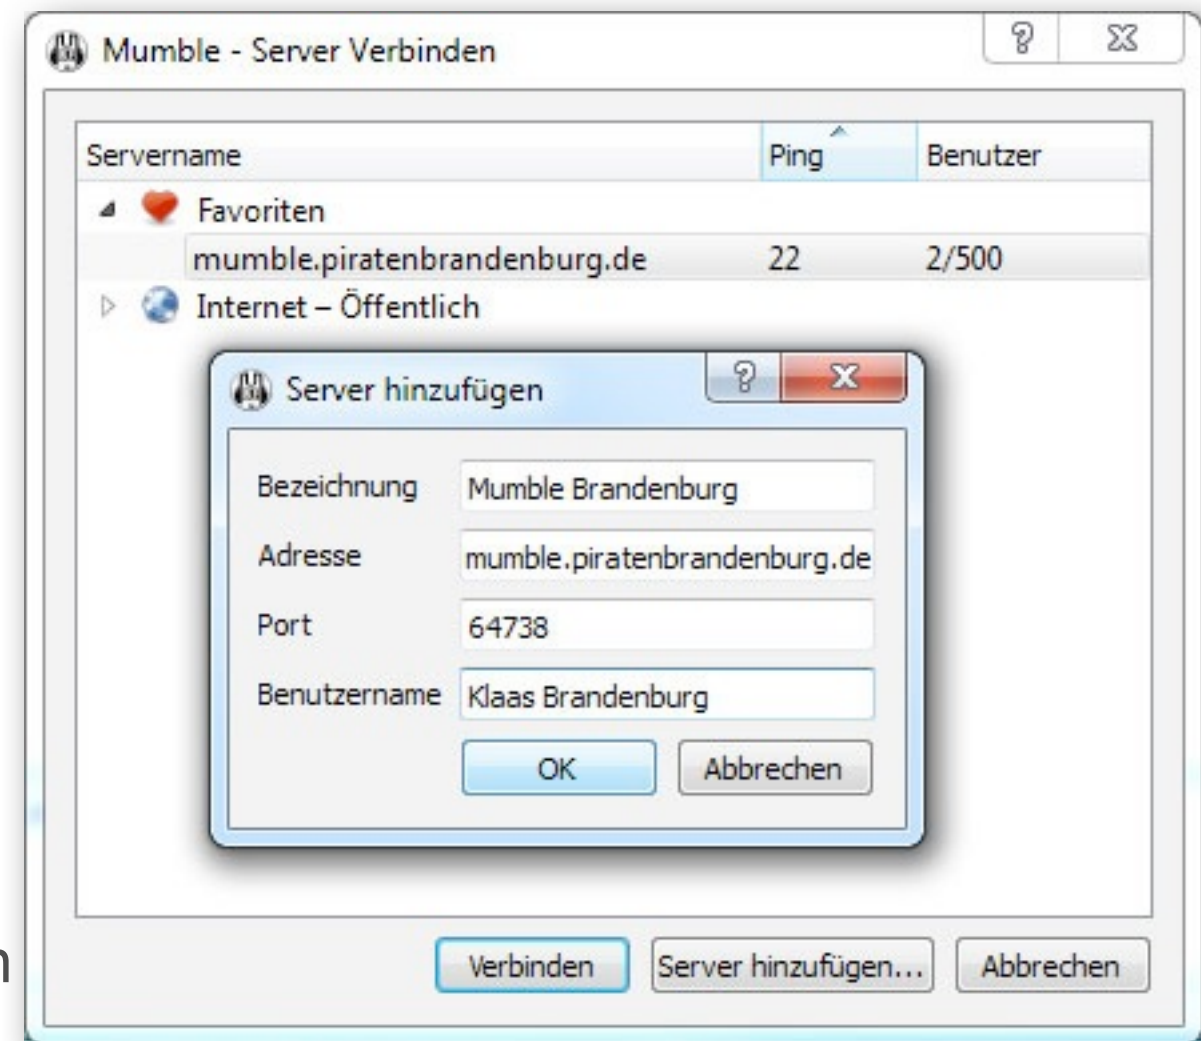 Mumble - Server Verbinden
Servername Ping Benutzer
Favoriten
mumble.piratenbrandenburg.de 22 2/500
Internet – Öffentlich
Server hinzufügen
Bezeichnung Mumble Brandenburg
Adresse mumble.piratenbrandenburg.de
Port 64738
Benutzername Klaas Brandenburg
OK Abbrechen
Verbinden Server hinzufügen... Abbrechen